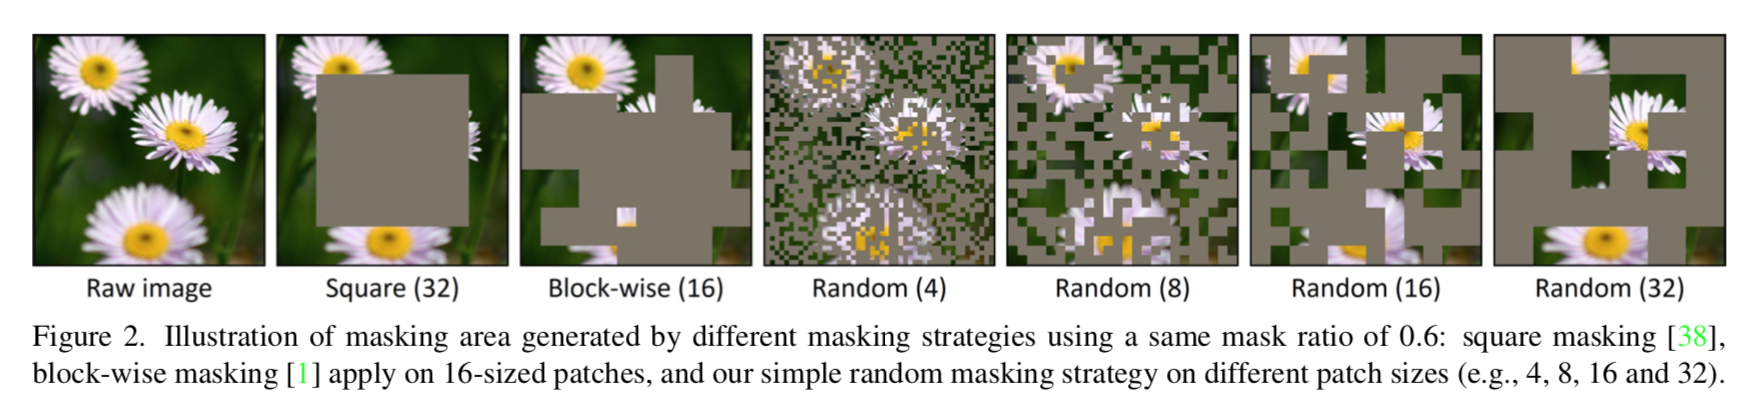 Raw image
Square (32)
Block-wise (16)
Random (4)
Random (8)
Random (16)
Random (32)
Figure 2. Illustration of masking area generated by different masking strategies using a same mask ratio of 0.6: square masking [38],
block-wise masking [1] apply on 16-sized patches, and our simple random masking strategy on different patch sizes (e.g., 4, 8, 16 and 32).